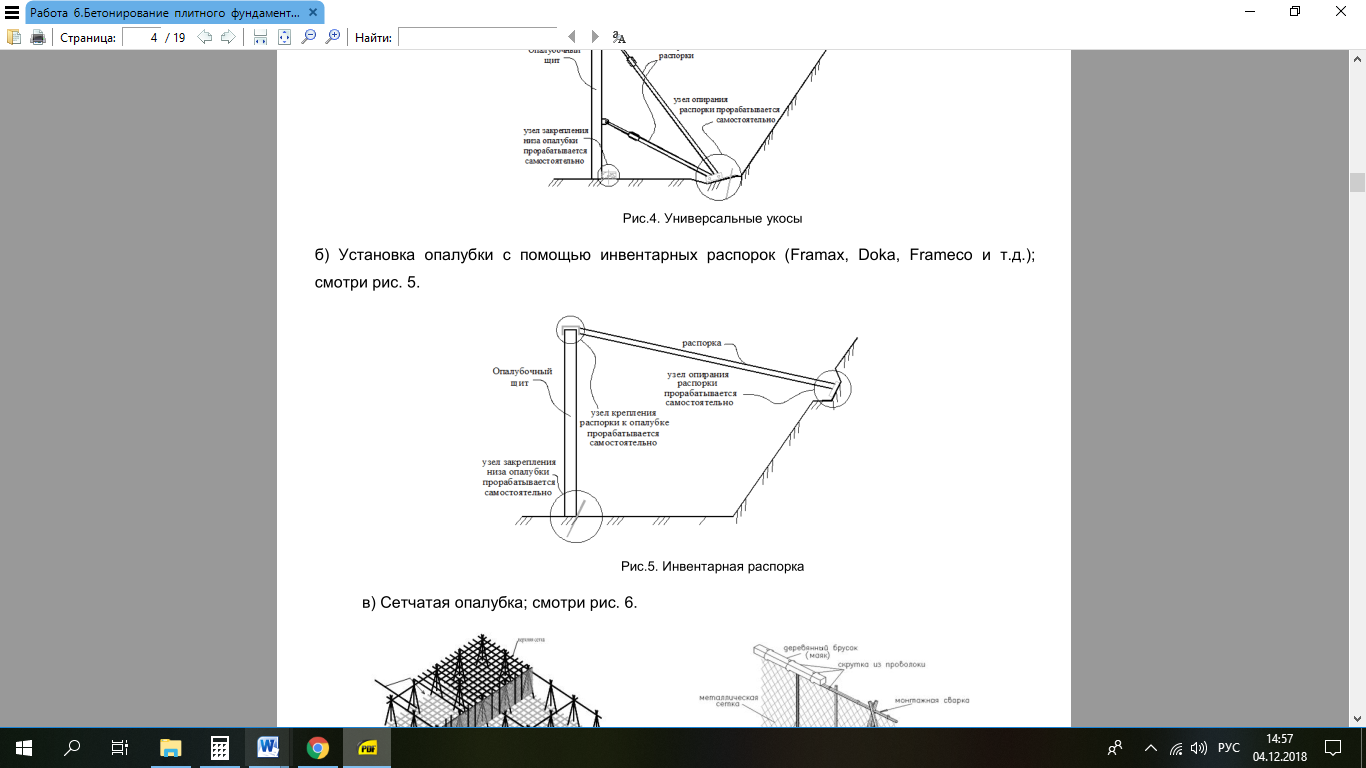 Работа 6.Бетонирование плитного фундамент...
Страница: 4 / 19 Найти:
Опалубочный
щит
распорки
узел опирания
распорки прорабатывается
самостоятельно
узел закрепления
низа опалубки
прорабатывается
самостоятельно
Рис.4. Универсальные укосы
б) Установка опалубки с помощью инвентарных распорок (Framax, Doka, Frameco и т.д.);
смотри рис. 5.
распорка
Опалубочный
щит
узел опирания
распорки
прорабатывается
самостоятельно
узел крепления
распорки к опалубке
прорабатывается
самостоятельно
узел закрепления
низа опалубки
прорабатывается
самостоятельно
Рис.5. Инвентарная распорка
в) Сетчатая опалубка; смотри рис. 6.
деревянный брусок
(маяк)
скрутка из проволоки
металлическая
сетка
монтажная сварка
РУС
14:57
04.12.2018
PDF